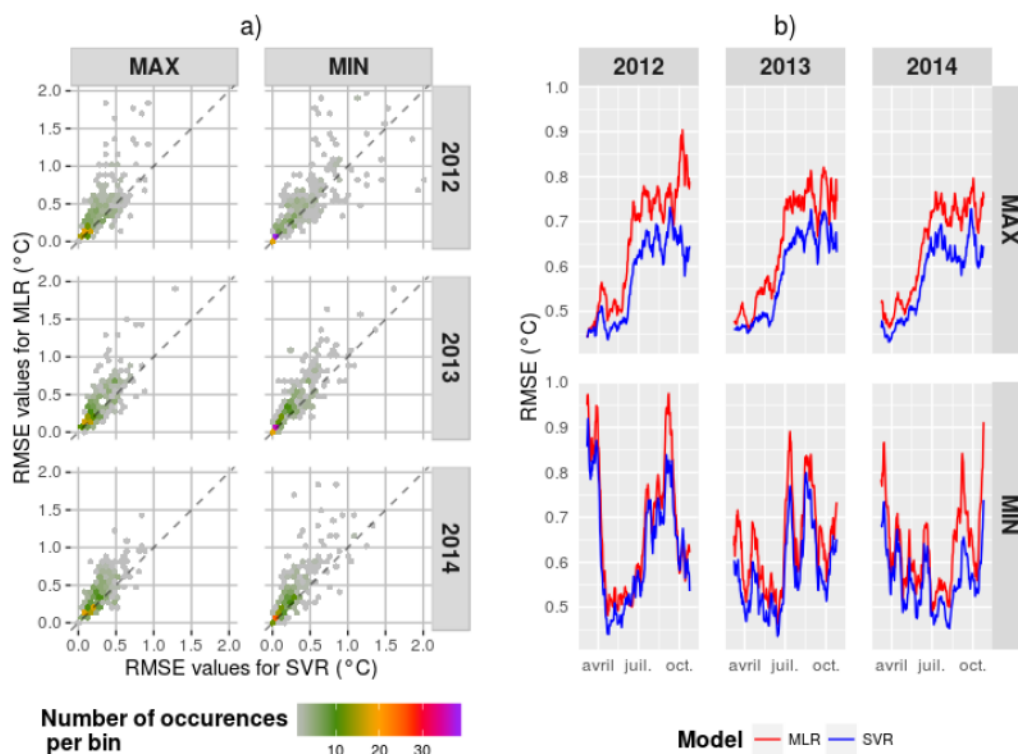 a)
MAX MIN
2012
2013
2014
RMSE values for MLR (°C)
2.0
1.5
1.0
0.5
0.0
2.0
1.5
1.0
0.5
0.0
2.0
1.5
1.0
0.5
0.0
0.0 0.5 1.0 1.5 2.0 0.0 0.5 1.0 1.5 2.0
RMSE values for SVR (°C)
Number of occurences
per bin
10 20 30
b)
2012 2013 2014
MAX
MIN
RMSE (°C)
1.0
0.9
0.8
0.7
0.6
0.5
1.0
0.9
0.8
0.7
0.6
0.5
avril juil. oct. avril juil. oct. avril juil. oct.
Model MLR SVR